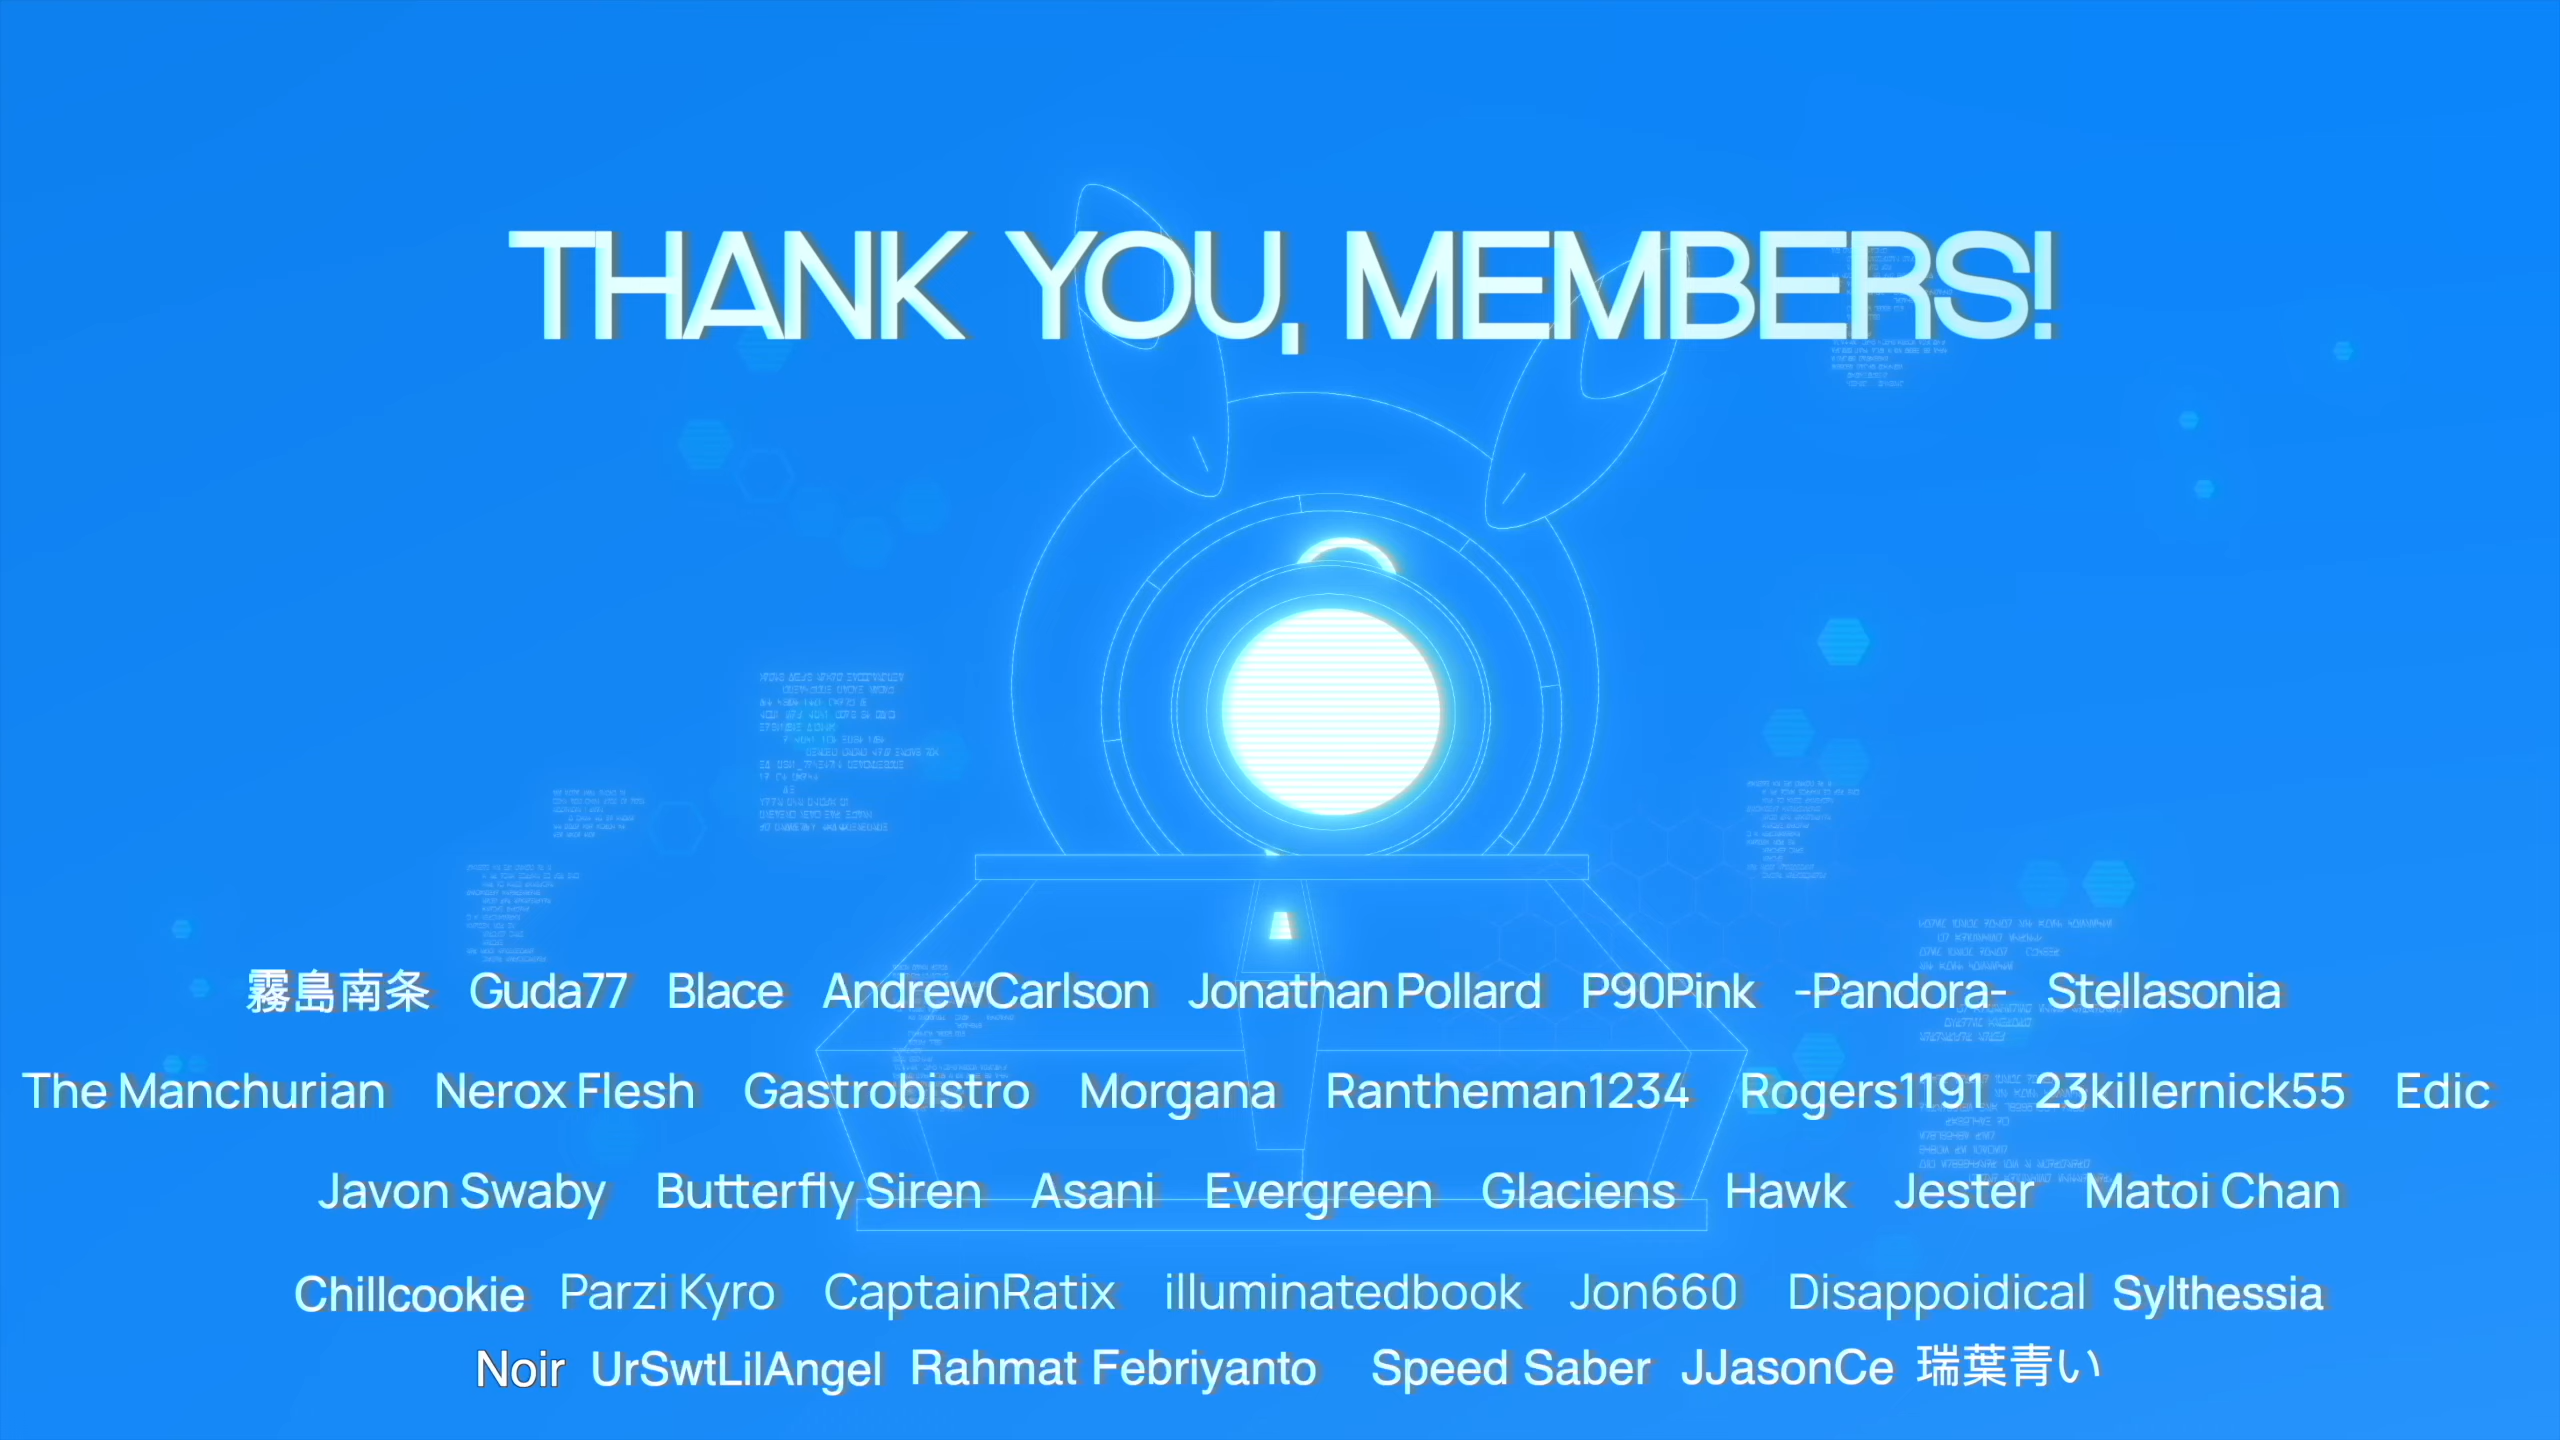 THANK YOU, MEMBERS!
霧島南条 Guda77 Blace AndrewCarlson Jonathan Pollard P90Pink -Pandora- Stellasonia
The Manchurian Nerox Flesh Gastrobistro Morgana Rantheman1234 Rogers1191 23killernick55 Edic
Javon Swaby Butterfly Siren Asani Evergreen Glaciens Hawk Jester Matoi Chan
Chillcookie Parzi Kyro CaptainRatix illuminatedbook Jon660 Disappoidical Sylthessia
Noir UrSwtLilAngel Rahmat Febriyanto Speed Saber JJasonCe 瑞葉青い